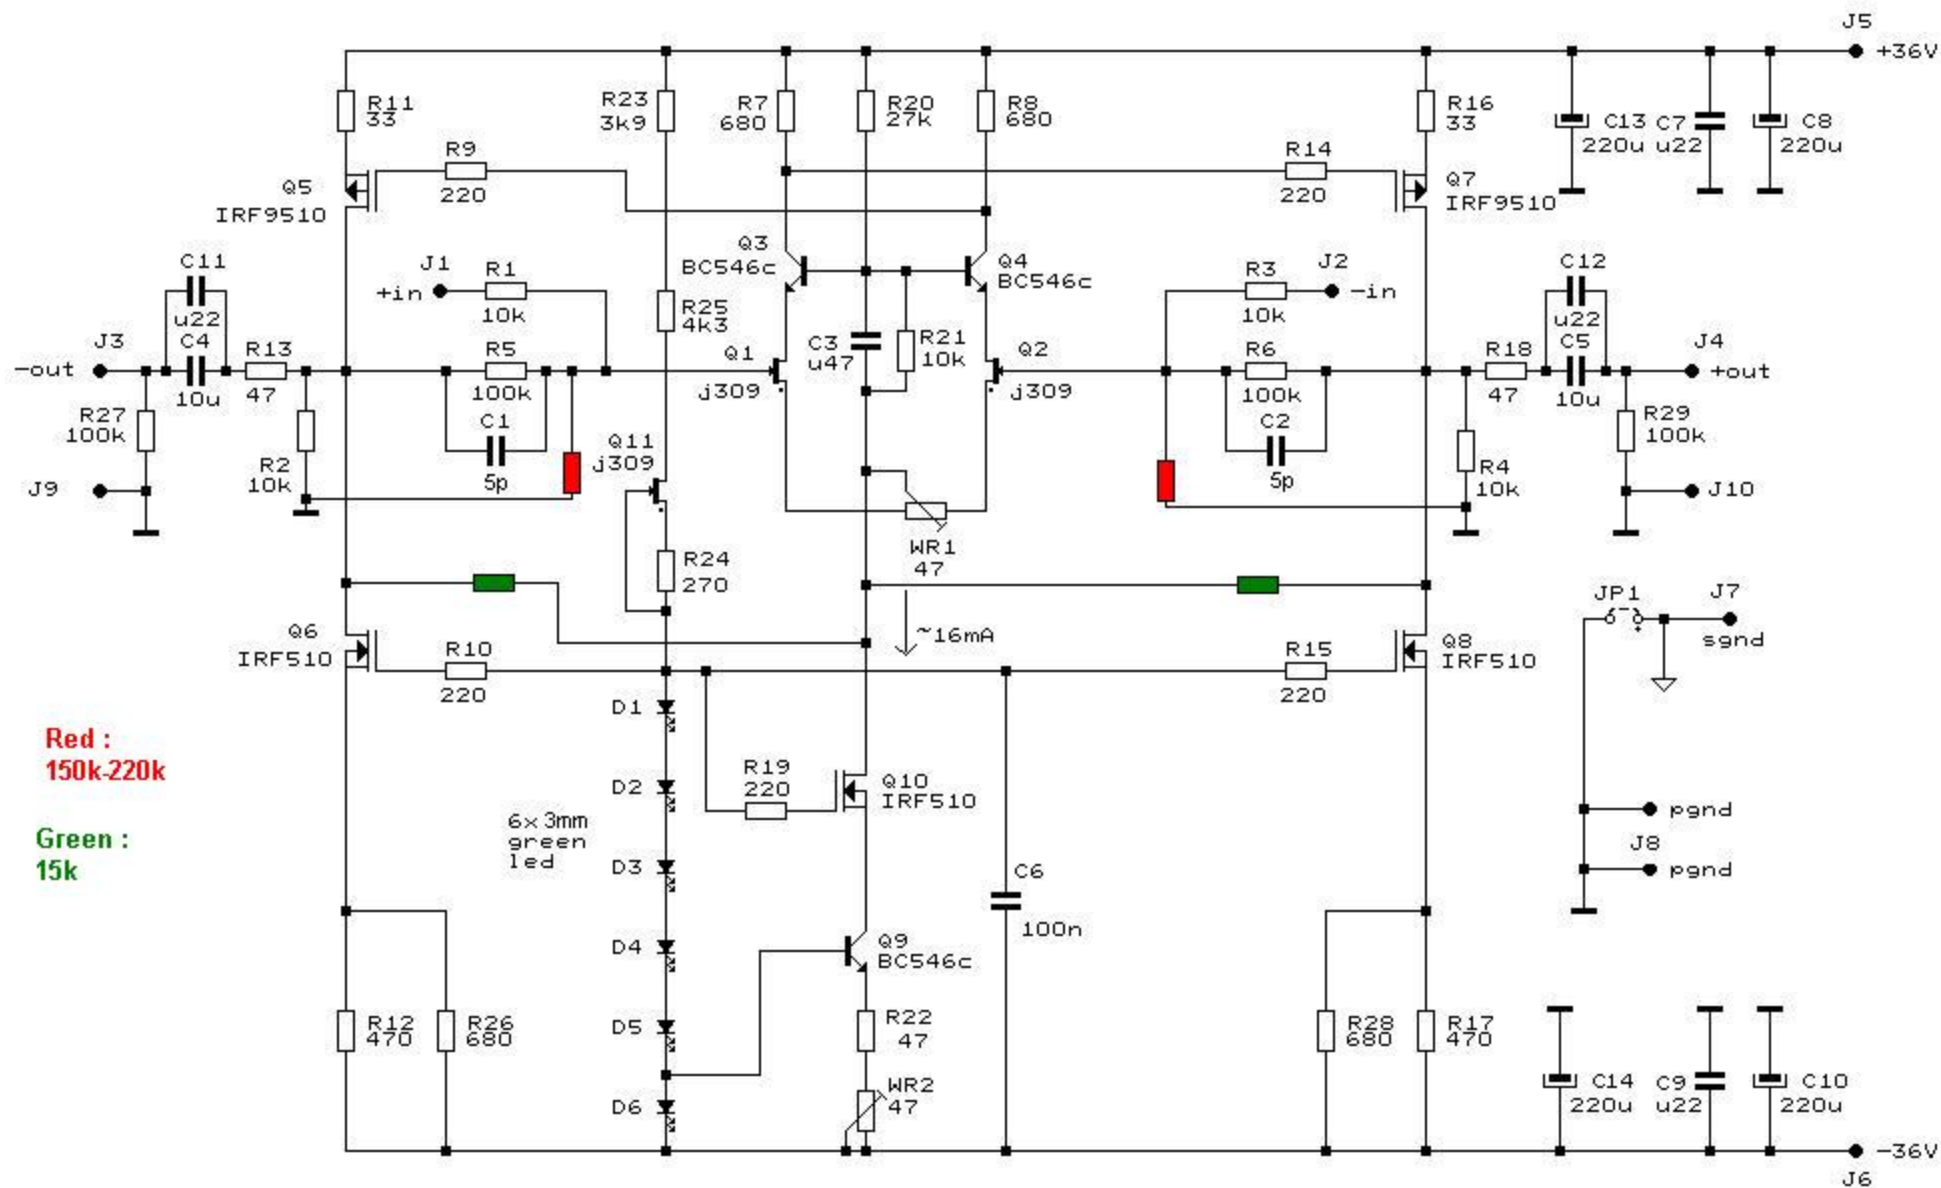 J5
+36V
R11
33
R23
3k9
R7
680
R20
27k
R8
680
R16
33
C13
220u
C7
u22
C8
220u
R9
220
R14
220
Q5
IRF9510
Q7
IRF9510
Q3
BC546c
Q4
BC546c
C11
u22
J1
+in
R1
10k
R3
10k
J2
-in
C12
u22
R25
4k3
J3
-out
C4
10u
R13
47
R5
100k
Q1
j309
C3
u47
R21
10k
Q2
j309
R6
100k
R18
47
C5
10u
J4
+out
R27
100k
C1
5p
Q11
j309
C2
5p
R29
100k
J9
R2
10k
R4
10k
J10
WR1
47
R24
270
JP1
J7
sgnd
Q6
IRF510
R10
220
~16mA
R15
220
Q8
IRF510
D1
Red :
150k-220k
R19
220
Q10
IRF510
D2
pgnd
6x3mm
green
led
Green :
15k
D3
J8
pgnd
C6
100n
D4
Q9
BC546c
D5
R12
470
R26
680
R22
47
R28
680
R17
470
WR2
47
D6
C14
220u
C9
u22
C10
220u
-36V
J6